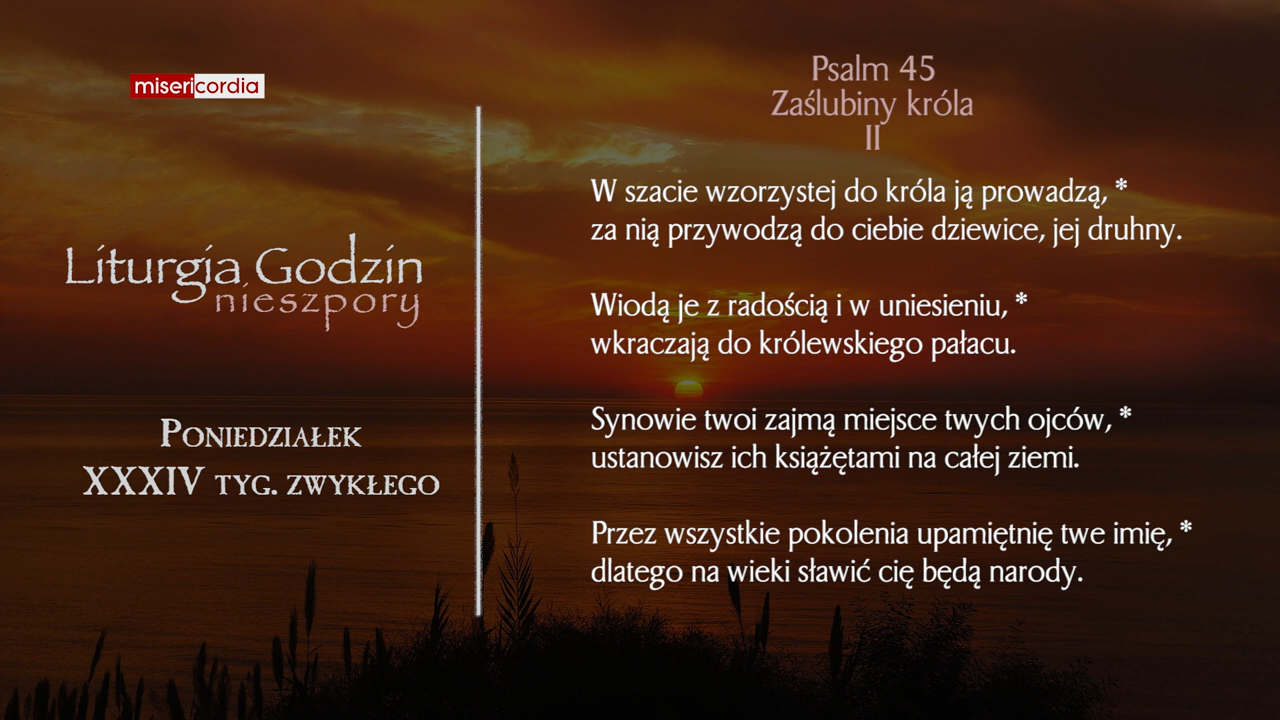 misericordia
Liturgia Godzin
nieszpory
Poniedziałek
XXXIV tyg. zwykłego
Psalm 45
Zaślubiny króla
II
W szacie wzorzystej do króla ją prowadzą, *
za nią przywodzą do ciebie dziewice, jej druhny.
Wiodą je z radością i w uniesieniu, *
wkraczają do królewskiego pałacu.
Synowie twoi zajmą miejsce twych ojców, *
ustanowisz ich książętami na całej ziemi.
Przez wszystkie pokolenia upamiętnię twe imię, *
dlatego na wieki sławić cię będą narody.